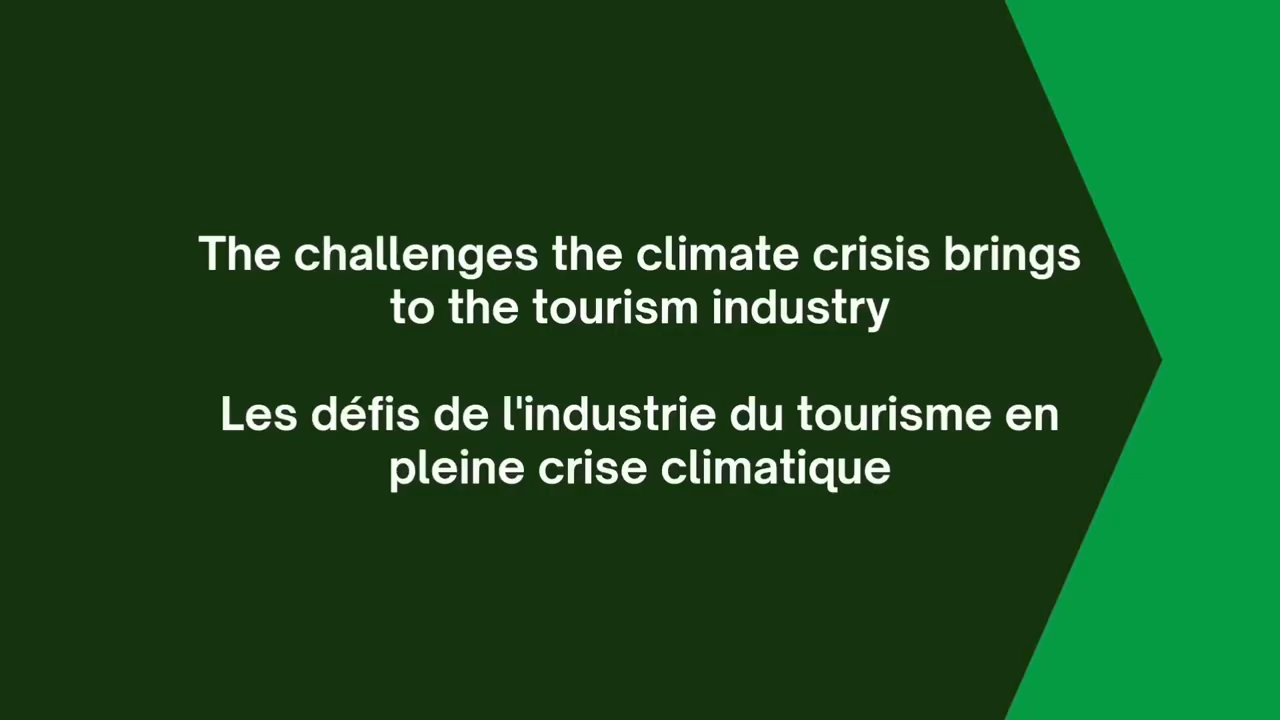 The challenges the climate crisis brings
to the tourism industry
Les défis de l'industrie du tourisme en
pleine crise climatique